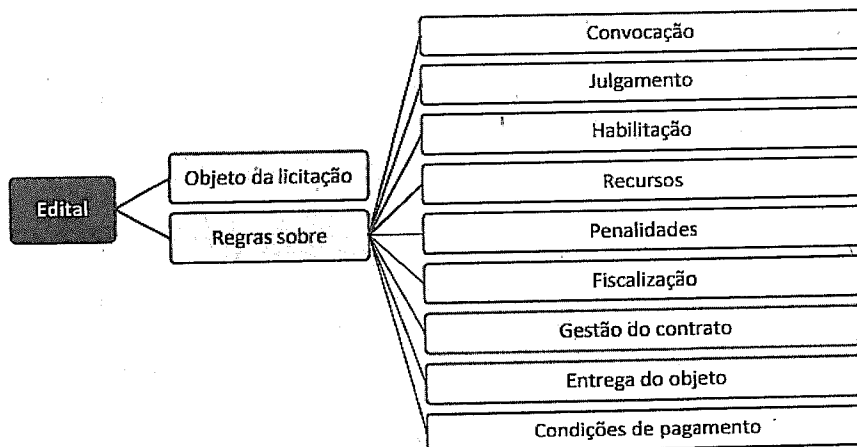 Edital
Objeto da licitação
Regras sobre
Convocação
Julgamento
Habilitação
Recursos
Penalidades
Fiscalização
Gestão do contrato
Entrega do objeto
Condições de pagamento